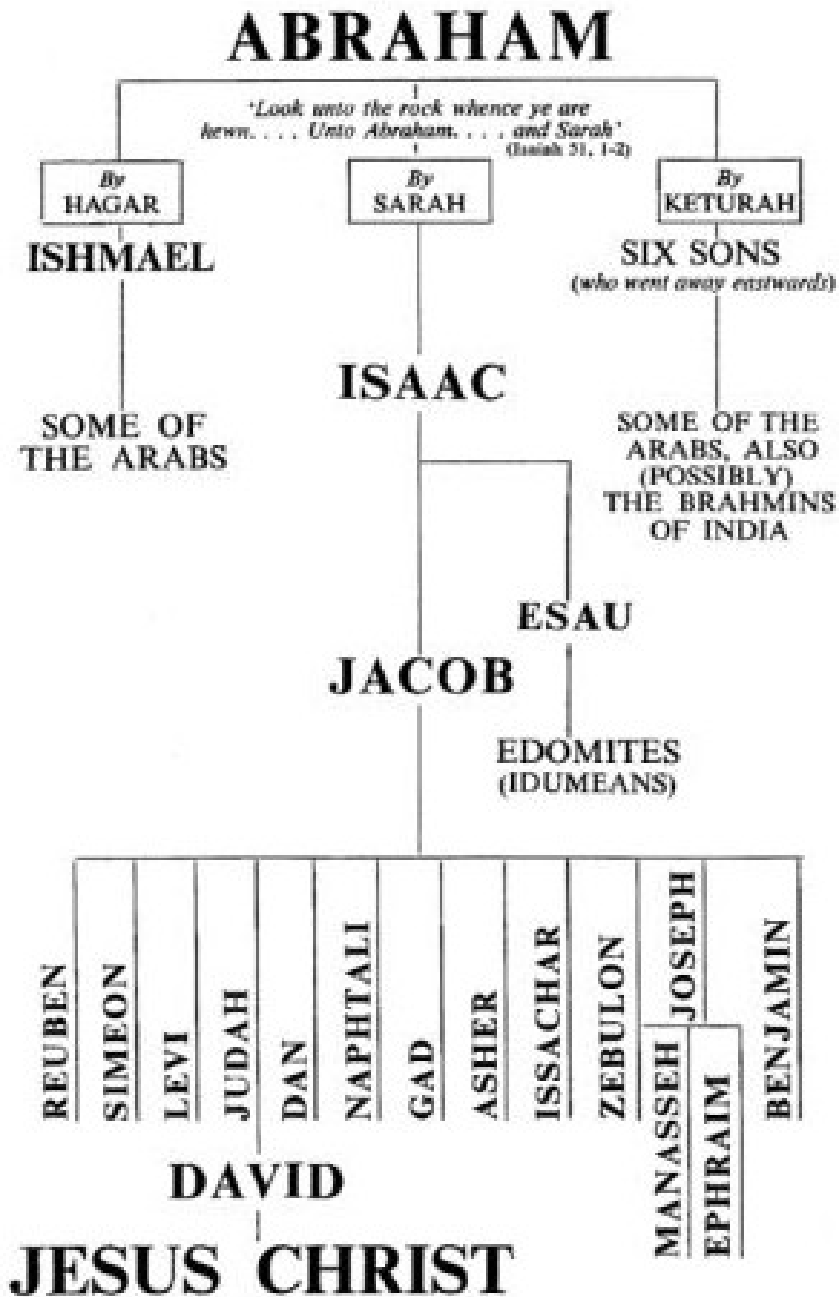 ABRAHAM
'Look unto the rock whence ye are
hewn. . . . Unto Abraham. . . . and Sarah'
(Isaiah 51, 1-2)
By
HAGAR
By
SARAH
By
KETURAH
ISHMAEL
SIX SONS
(who went away eastwards)
ISAAC
SOME OF
THE ARABS
SOME OF THE
ARABS, ALSO
(POSSIBLY)
THE BRAHMINS
OF INDIA
ESAU
JACOB
EDOMITES
(IDUMEANS)
REUBEN
SIMEON
LEVI
JUDAH
DAN
NAPHTALI
GAD
ASHER
ISSACHAR
ZEBULON
JOSEPH
MANASSEH
EPHRAIM
BENJAMIN
DAVID
JESUS CHRIST